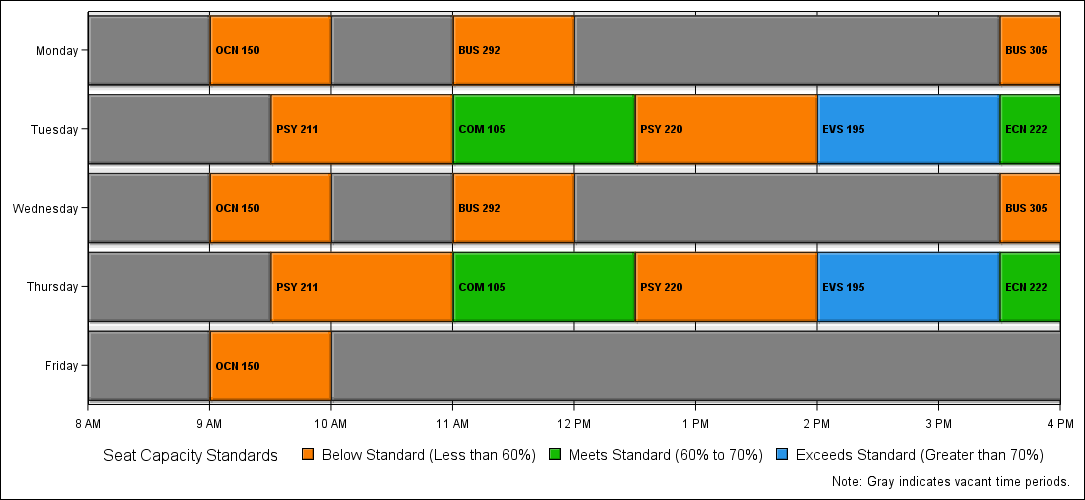 Monday OCN 150 BUS 292 BUS 305
Tuesday PSY 211 COM 105 PSY 220 EVS 195 ECN 222
Wednesday OCN 150 BUS 292 BUS 305
Thursday PSY 211 COM 105 PSY 220 EVS 195 ECN 222
Friday OCN 150
8 AM 9 AM 10 AM 11 AM 12 PM 1 PM 2 PM 3 PM 4 PM
Seat Capacity Standards Below Standard (Less than 60%) Meets Standard (60% to 70%) Exceeds Standard (Greater than 70%)
Note: Gray indicates vacant time periods.